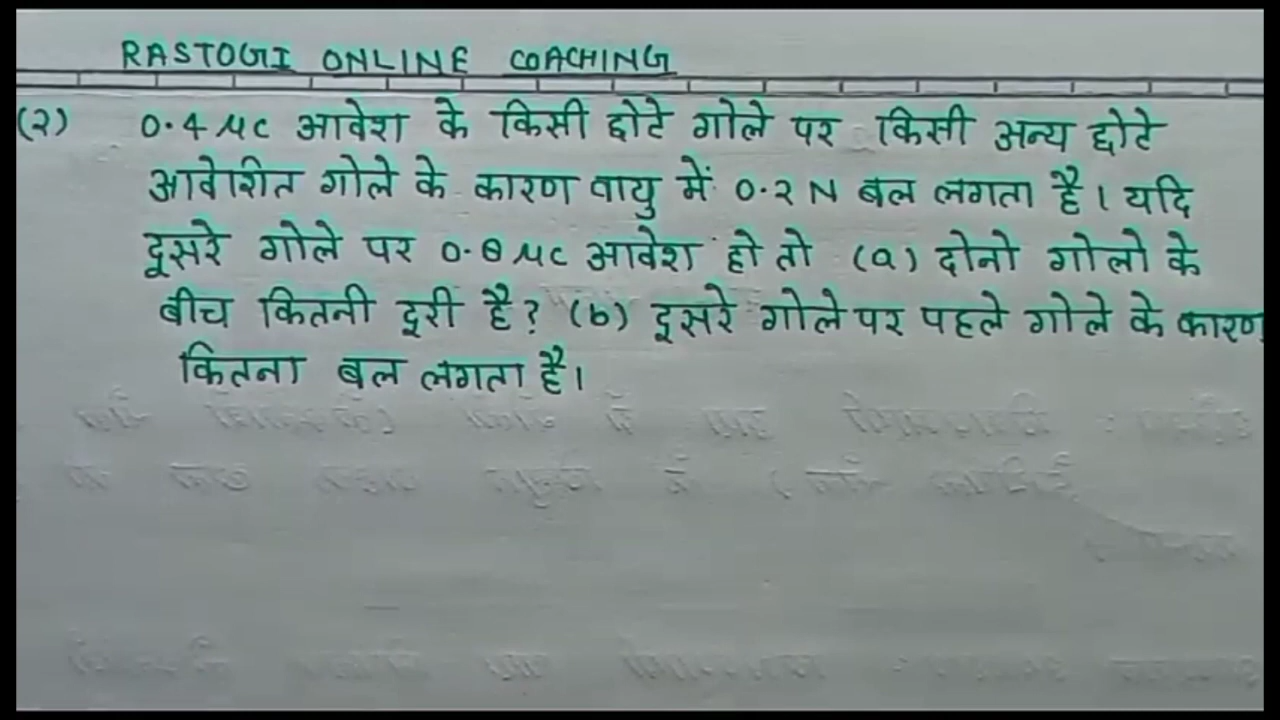 RASTOGI ONLINE COACHING
(२) 0.4 μc आवेश के किसी छोटे गोले पर किसी अन्य छोटे
आवेशित गोले के कारण वायु में 0.2 N बल लगता है। यदि
दूसरे गोले पर 0.8 μc आवेश हो तो (a) दोनो गोलो के
बीच कितनी दूरी है? (b) दूसरे गोले पर पहले गोले के कारण
कितना बल लगता है।